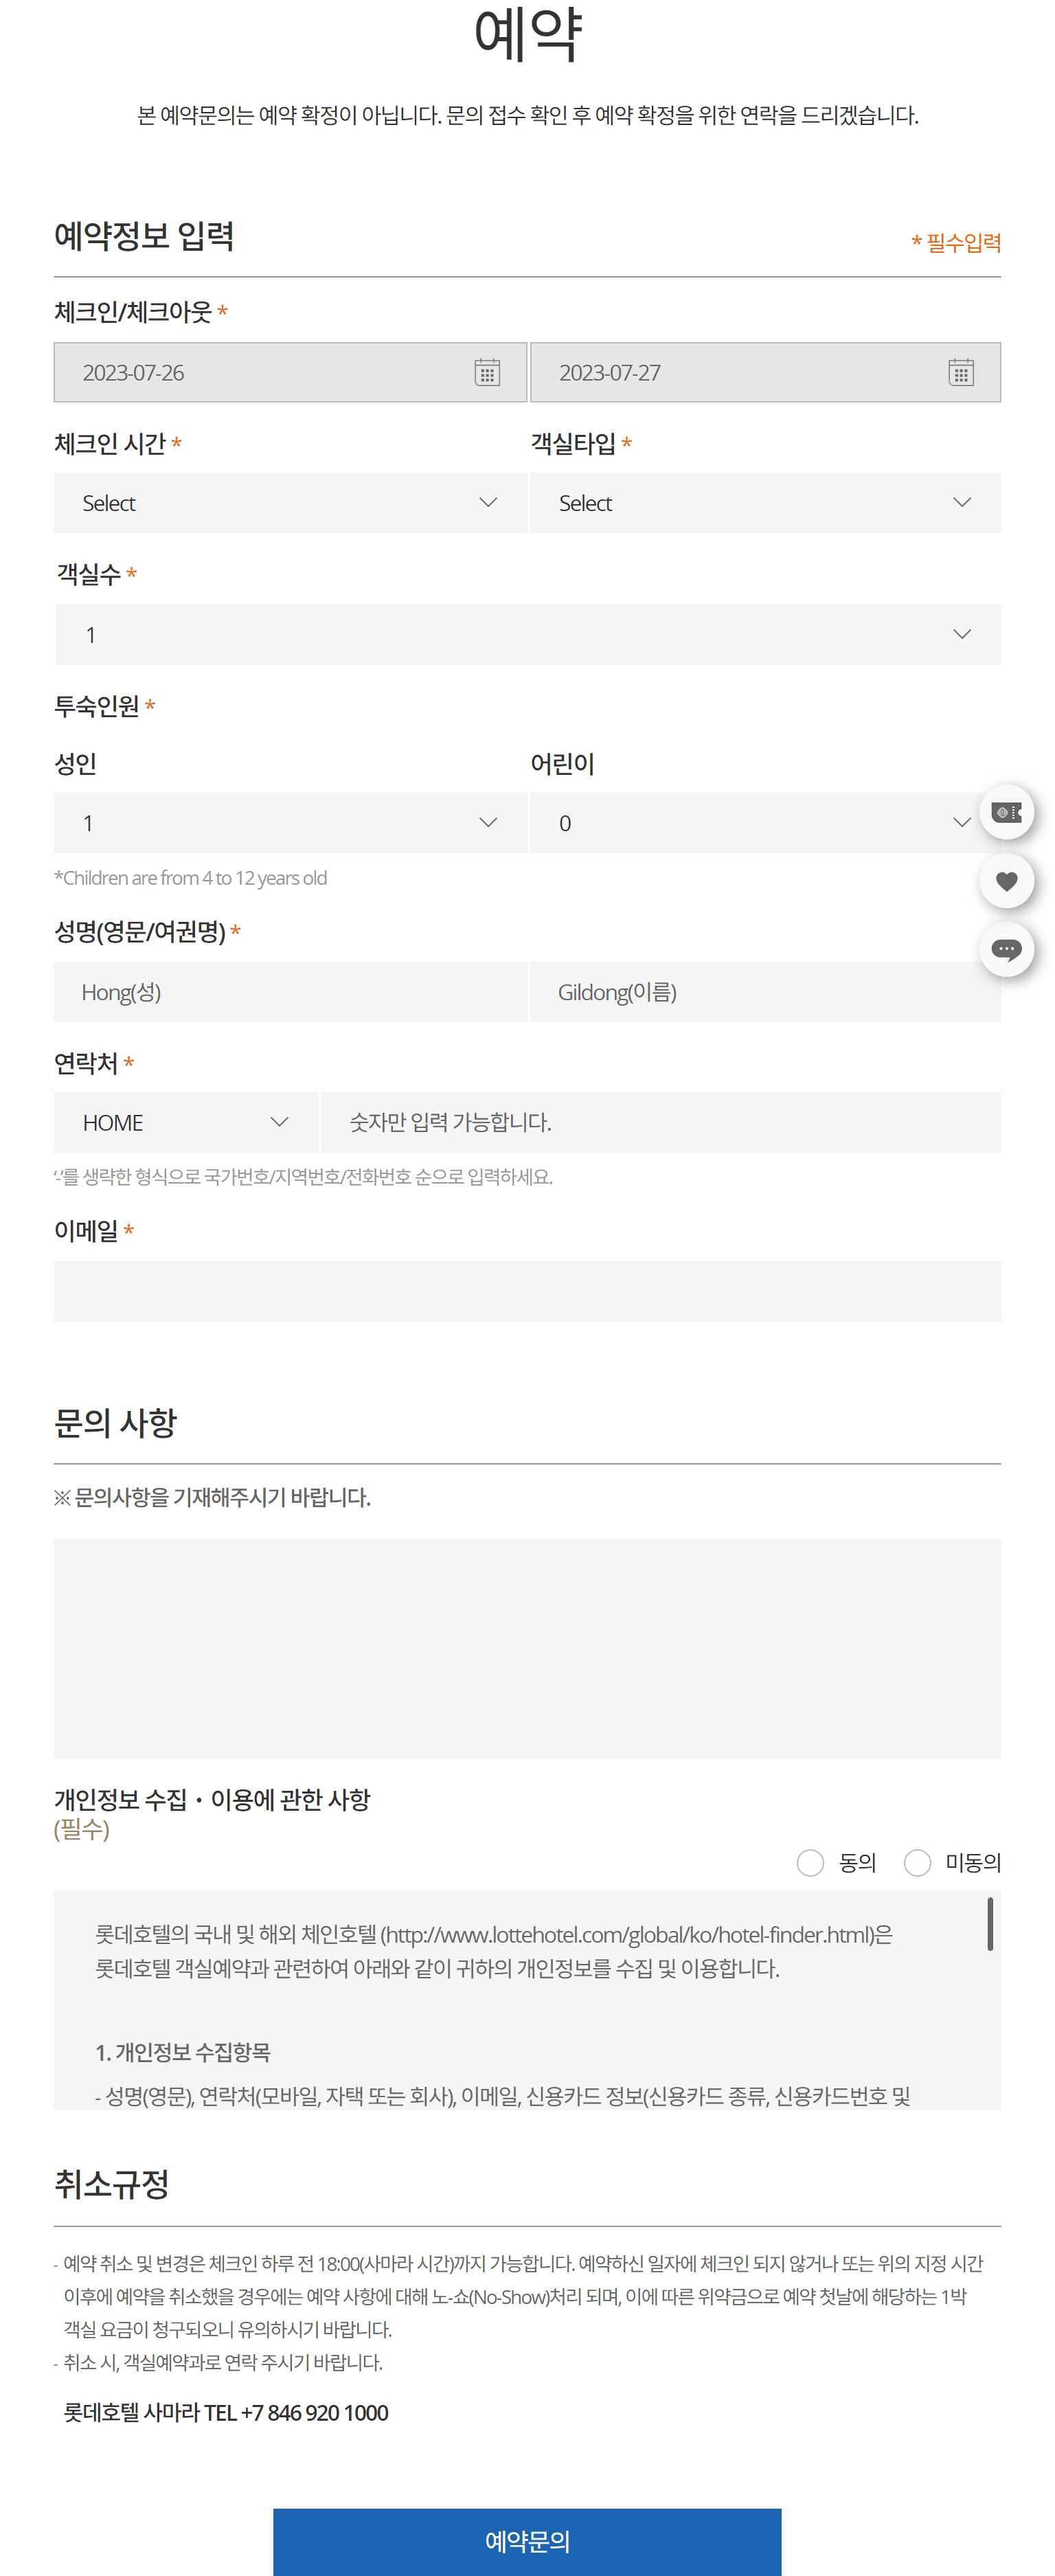 예약
본 예약문의는 예약 확정이 아닙니다. 문의 접수 확인 후 예약 확정을 위한 연락을 드리겠습니다.
예약정보 입력
* 필수입력
체크인/체크아웃 *
2023-07-26
2023-07-27
체크인 시간 *
객실타입 *
Select
Select
객실수 *
1
투숙인원 *
성인
어린이
1
0
*Children are from 4 to 12 years old
성명(영문/여권명) *
Hong(성)
Gildong(이름)
연락처 *
HOME
숫자만 입력 가능합니다.
'-'를 생략한 형식으로 국가번호/지역번호/전화번호 순으로 입력하세요.
이메일 *
문의 사항
※ 문의사항을 기재해주시기 바랍니다.
개인정보 수집・이용에 관한 사항
(필수)
동의
미동의
롯데호텔의 국내 및 해외 체인호텔 (http://www.lottehotel.com/global/ko/hotel-finder.html)은
롯데호텔 객실예약과 관련하여 아래와 같이 귀하의 개인정보를 수집 및 이용합니다.
1. 개인정보 수집항목
- 성명(영문), 연락처(모바일, 자택 또는 회사), 이메일, 신용카드 정보(신용카드 종류, 신용카드번호 및
취소규정
- 예약 취소 및 변경은 체크인 하루 전 18:00(사마라 시간)까지 가능합니다. 예약하신 일자에 체크인 되지 않거나 또는 위의 지정 시간
이후에 예약을 취소했을 경우에는 예약 사항에 대해 노-쇼(No-Show)처리 되며, 이에 따른 위약금으로 예약 첫날에 해당하는 1박
객실 요금이 청구되오니 유의하시기 바랍니다.
- 취소 시, 객실예약과로 연락 주시기 바랍니다.
롯데호텔 사마라 TEL +7 846 920 1000
예약문의